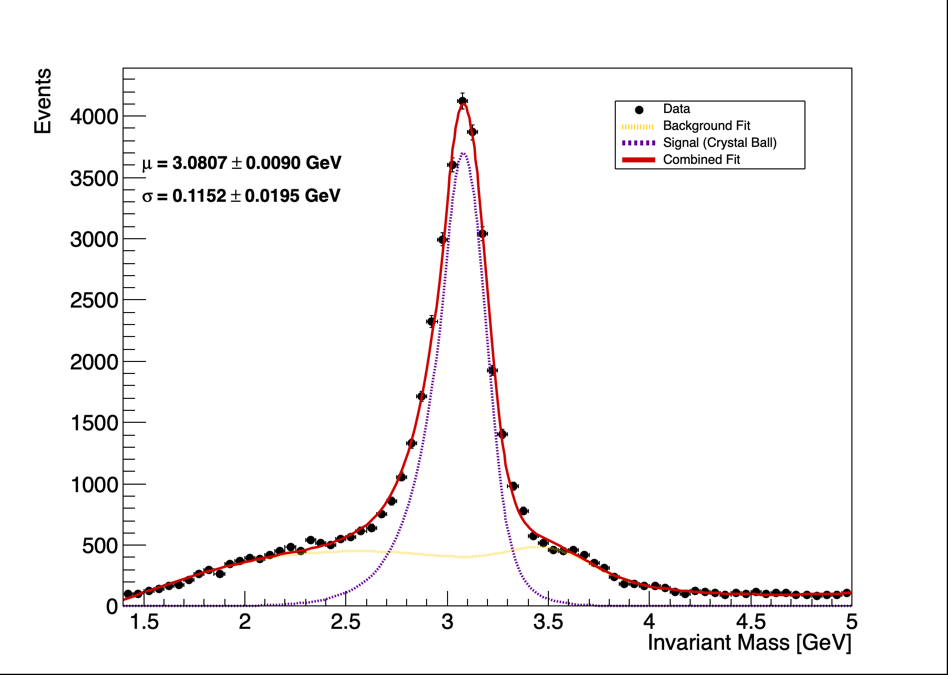 Events
4000
3500
3000
2500
2000
1500
1000
500
0
μ = 3.0807 ± 0.0090 GeV
σ = 0.1152 ± 0.0195 GeV
Data
Background Fit
Signal (Crystal Ball)
Combined Fit
1.5 2 2.5 3 3.5 4 4.5 5
Invariant Mass [GeV]